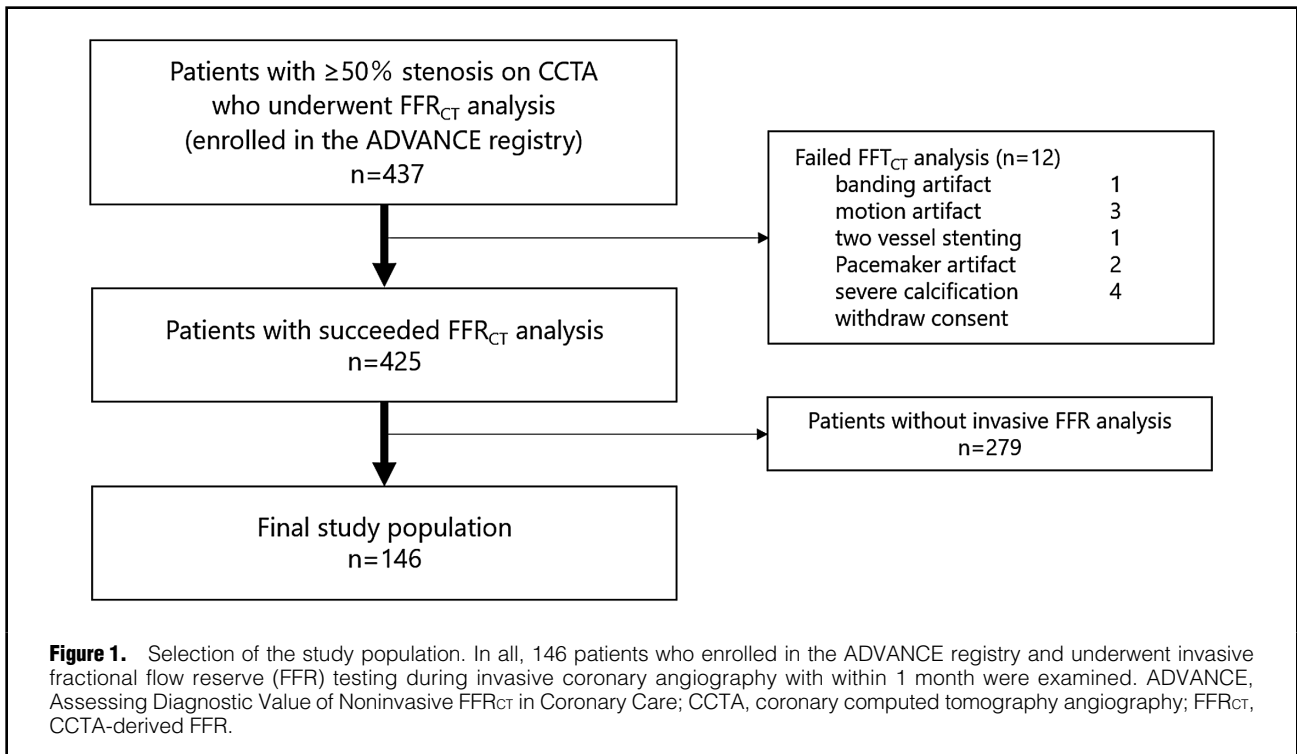 Patients with ≥50% stenosis on CCTA
who underwent FFRCT analysis
(enrolled in the ADVANCE registry)
n=437
Failed FFTCT analysis (n=12)
banding artifact 1
motion artifact 3
two vessel stenting 1
Pacemaker artifact 2
severe calcification 4
withdraw consent
Patients with succeeded FFRCT analysis
n=425
Patients without invasive FFR analysis
n=279
Final study population
n=146
Figure 1. Selection of the study population. In all, 146 patients who enrolled in the ADVANCE registry and underwent invasive
fractional flow reserve (FFR) testing during invasive coronary angiography with within 1 month were examined. ADVANCE,
Assessing Diagnostic Value of Noninvasive FFRCT in Coronary Care; CCTA, coronary computed tomography angiography; FFRCT,
CCTA-derived FFR.